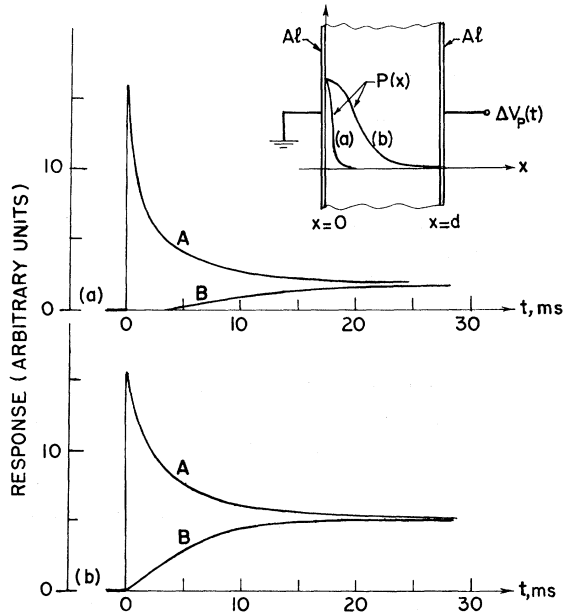 Aℓ
Aℓ
P(x)
(a)
(b)
ΔVp(t)
x
x=0
x=d
RESPONSE (ARBITRARY UNITS)
10
0
(a)
A
B
0
10
20
30
t, ms
10
0
(b)
A
B
0
10
20
30
t, ms